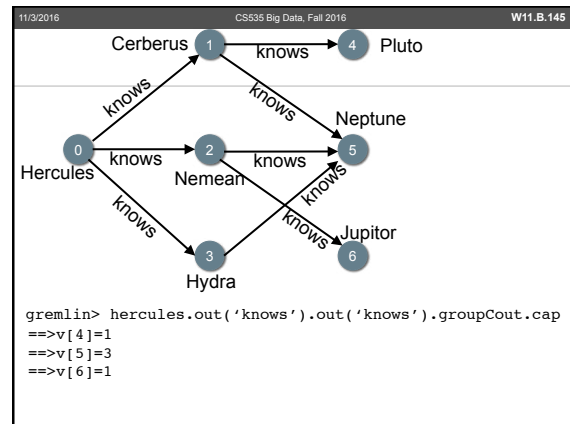 11/3/2016 CS535 Big Data, Fall 2016 W11.B.145
Cerberus 1 knows 4 Pluto
knows knows
Neptune
0 knows 2 knows 5
Hercules Nemean knows
knows knows Jupitor
3 6
Hydra
gremlin> hercules.out(‘knows’).out(‘knows’).groupCout.cap
==>v[4]=1
==>v[5]=3
==>v[6]=1